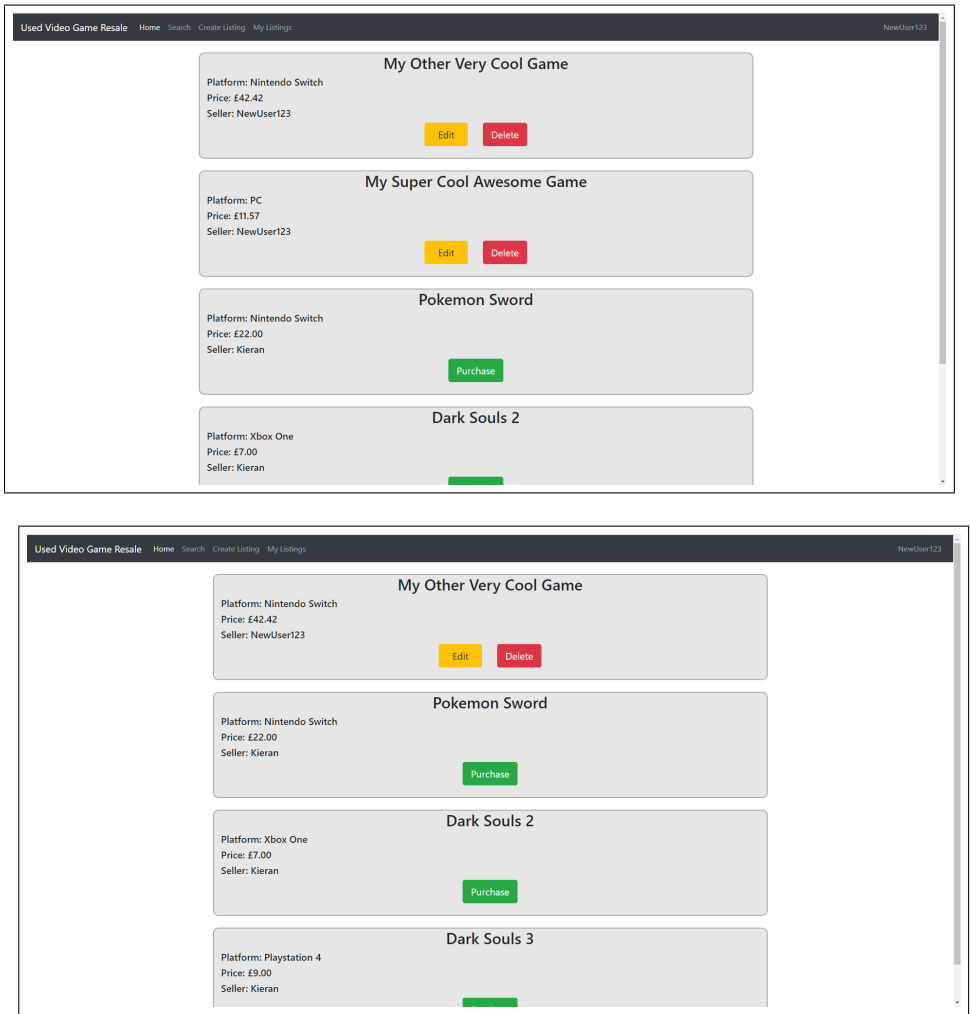 Used Video Game Resale Home Search Create Listing My Listings NewUser123
My Other Very Cool Game
Platform: Nintendo Switch
Price: £42.42
Seller: NewUser123
Edit Delete
My Super Cool Awesome Game
Platform: PC
Price: £11.57
Seller: NewUser123
Edit Delete
Pokemon Sword
Platform: Nintendo Switch
Price: £22.00
Seller: Kieran
Purchase
Dark Souls 2
Platform: Xbox One
Price: £7.00
Seller: Kieran
Used Video Game Resale Home Search Create Listing My Listings NewUser123
My Other Very Cool Game
Platform: Nintendo Switch
Price: £42.42
Seller: NewUser123
Edit Delete
Pokemon Sword
Platform: Nintendo Switch
Price: £22.00
Seller: Kieran
Purchase
Dark Souls 2
Platform: Xbox One
Price: £7.00
Seller: Kieran
Purchase
Dark Souls 3
Platform: Playstation 4
Price: £9.00
Seller: Kieran